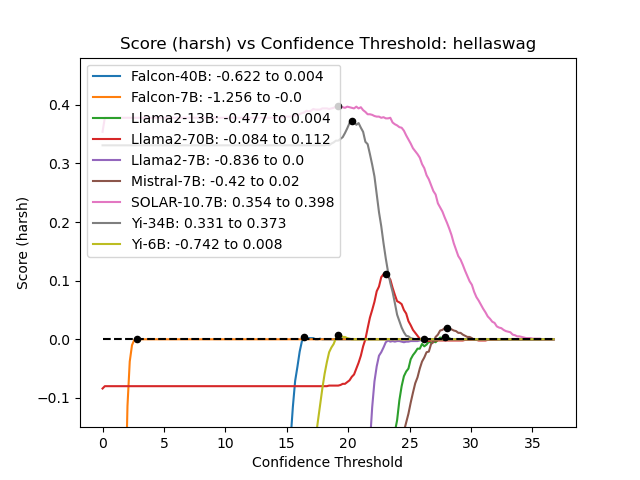 Score (harsh) vs Confidence Threshold: hellaswag
Falcon-40B: -0.622 to 0.004
Falcon-7B: -1.256 to -0.0
Llama2-13B: -0.477 to 0.004
Llama2-70B: -0.084 to 0.112
Llama2-7B: -0.836 to 0.0
Mistral-7B: -0.42 to 0.02
SOLAR-10.7B: 0.354 to 0.398
Yi-34B: 0.331 to 0.373
Yi-6B: -0.742 to 0.008
Score (harsh)
0.4
0.3
0.2
0.1
0.0
−0.1
0 5 10 15 20 25 30 35
Confidence Threshold